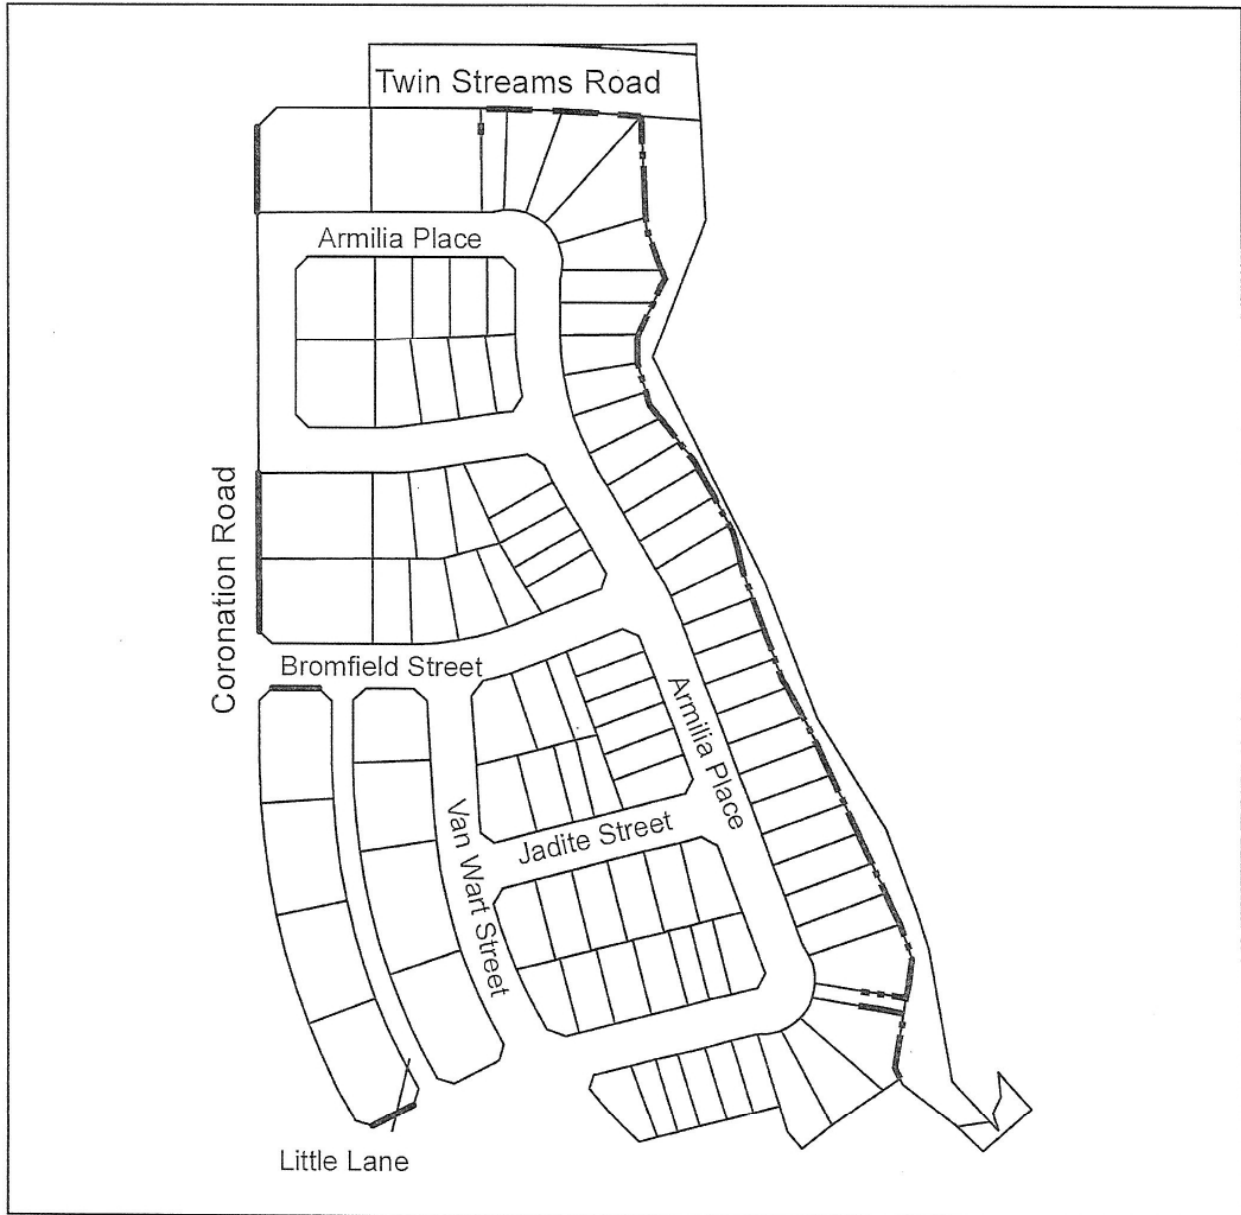 Twin Streams Road
Armilia Place
Coronation Road
Bromfield Street
Armilia Place
Van Wart Street
Jadite Street
Little Lane